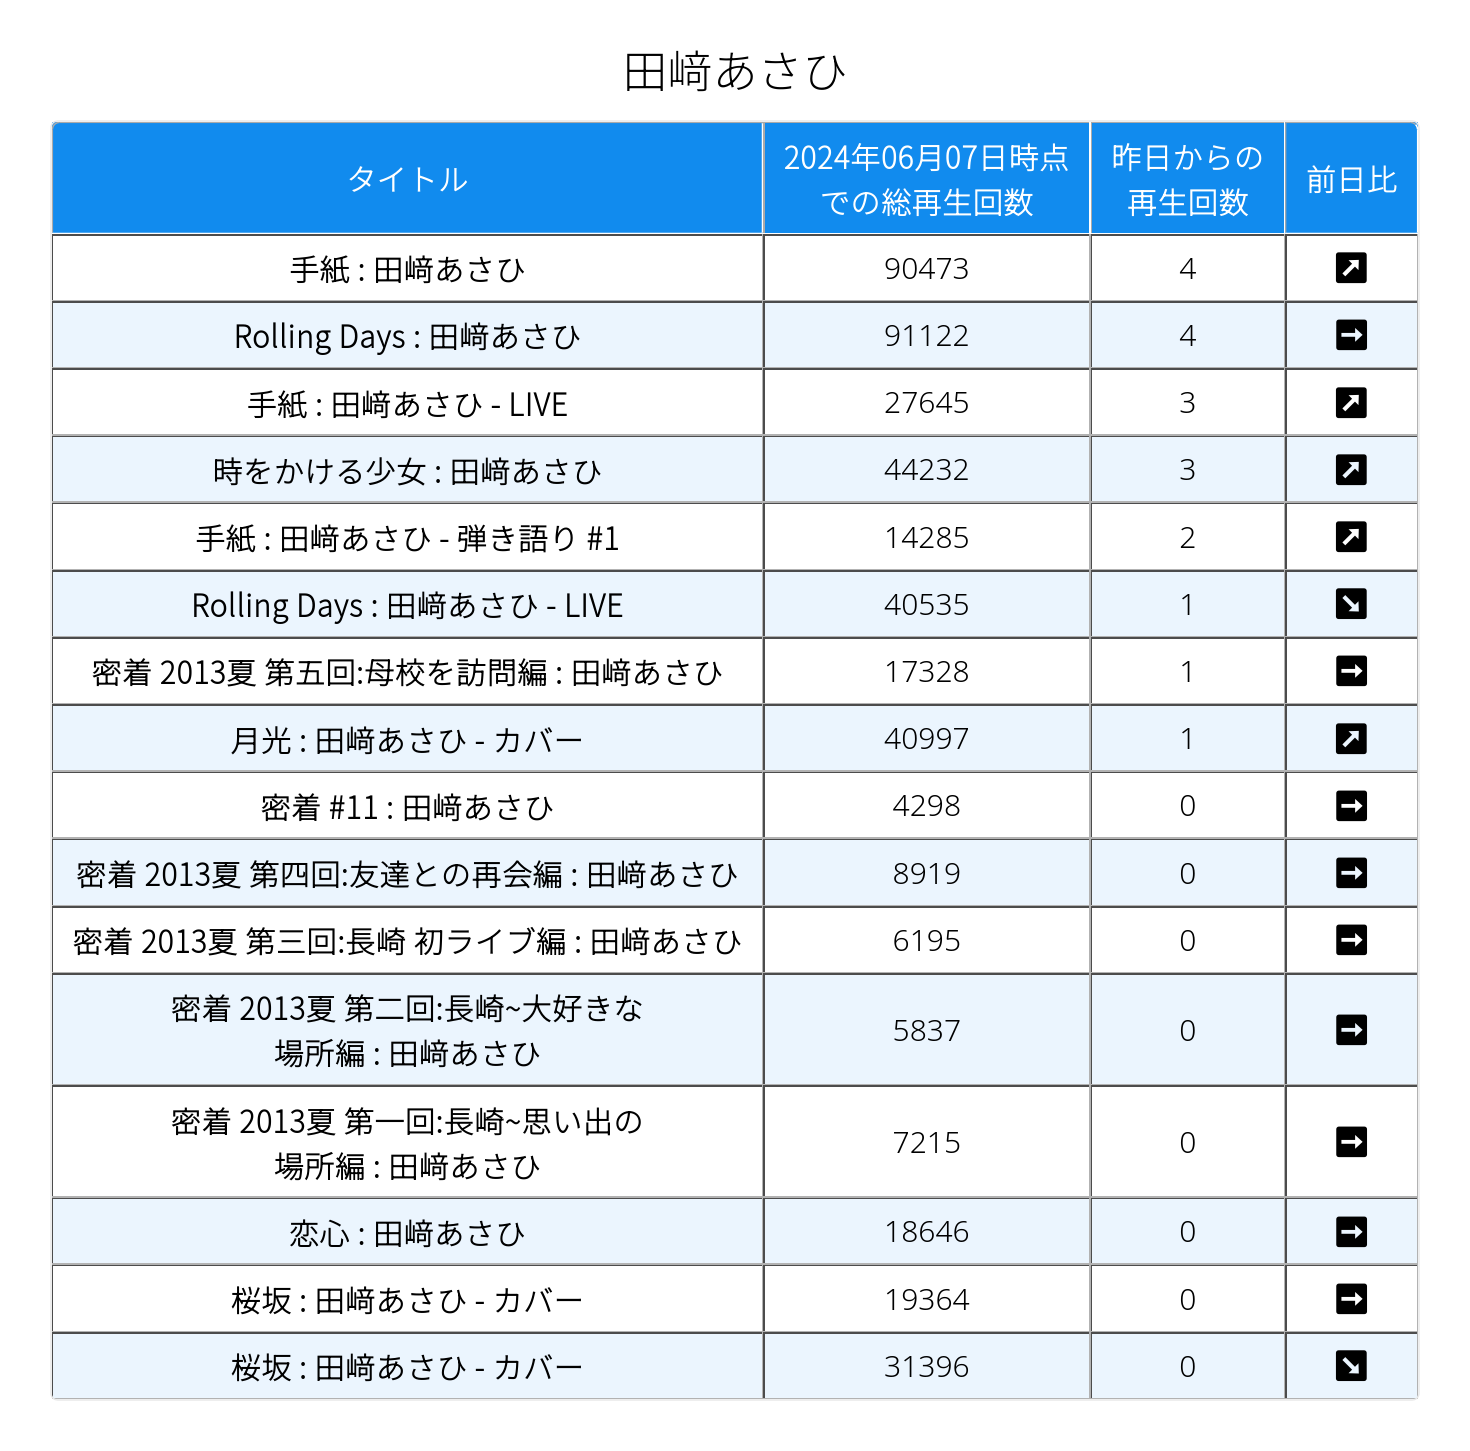 田﨑あさひ
タイトル 2024年06月07日時点 昨日からの 前日比
での総再生回数 再生回数
手紙 : 田﨑あさひ 90473 4 ↗
Rolling Days : 田﨑あさひ 91122 4 →
手紙 : 田﨑あさひ - LIVE 27645 3 ↗
時をかける少女 : 田﨑あさひ 44232 3 ↗
手紙 : 田﨑あさひ - 弾き語り #1 14285 2 ↗
Rolling Days : 田﨑あさひ - LIVE 40535 1 ↘
密着 2013夏 第五回:母校を訪問編 : 田﨑あさひ 17328 1 →
月光 : 田﨑あさひ - カバー 40997 1 ↗
密着 #11 : 田﨑あさひ 4298 0 →
密着 2013夏 第四回:友達との再会編 : 田﨑あさひ 8919 0 →
密着 2013夏 第三回:長崎 初ライブ編 : 田﨑あさひ 6195 0 →
密着 2013夏 第二回:長崎~大好きな
場所編 : 田﨑あさひ 5837 0 →
密着 2013夏 第一回:長崎~思い出の
場所編 : 田﨑あさひ 7215 0 →
恋心 : 田﨑あさひ 18646 0 →
桜坂 : 田﨑あさひ - カバー 19364 0 →
桜坂 : 田﨑あさひ - カバー 31396 0 ↘